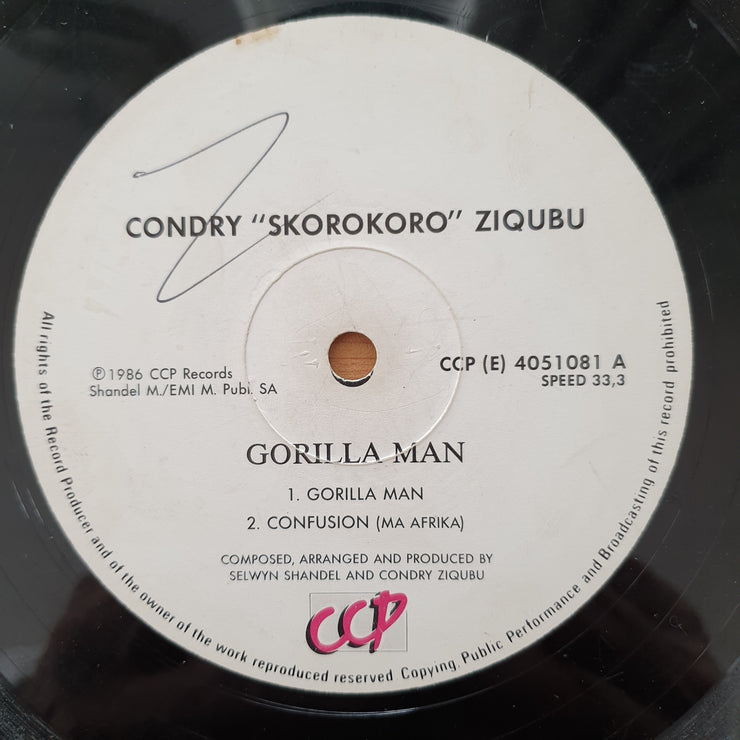 CONDRY "SKOROKORO" ZIQUBU
℗ 1986 CCP Records
Shandel M./EMI M. Publ. SA
CCP (E) 4051081 A
SPEED 33,3
GORILLA MAN
1. GORILLA MAN
2. CONFUSION (MA AFRIKA)
COMPOSED, ARRANGED AND PRODUCED BY
SELWYN SHANDEL AND CONDRY ZIQUBU
CCP
All rights of the Record Producer and of the owner of the work reproduced reserved Copying, Public Performance and Broadcasting of this record prohibited